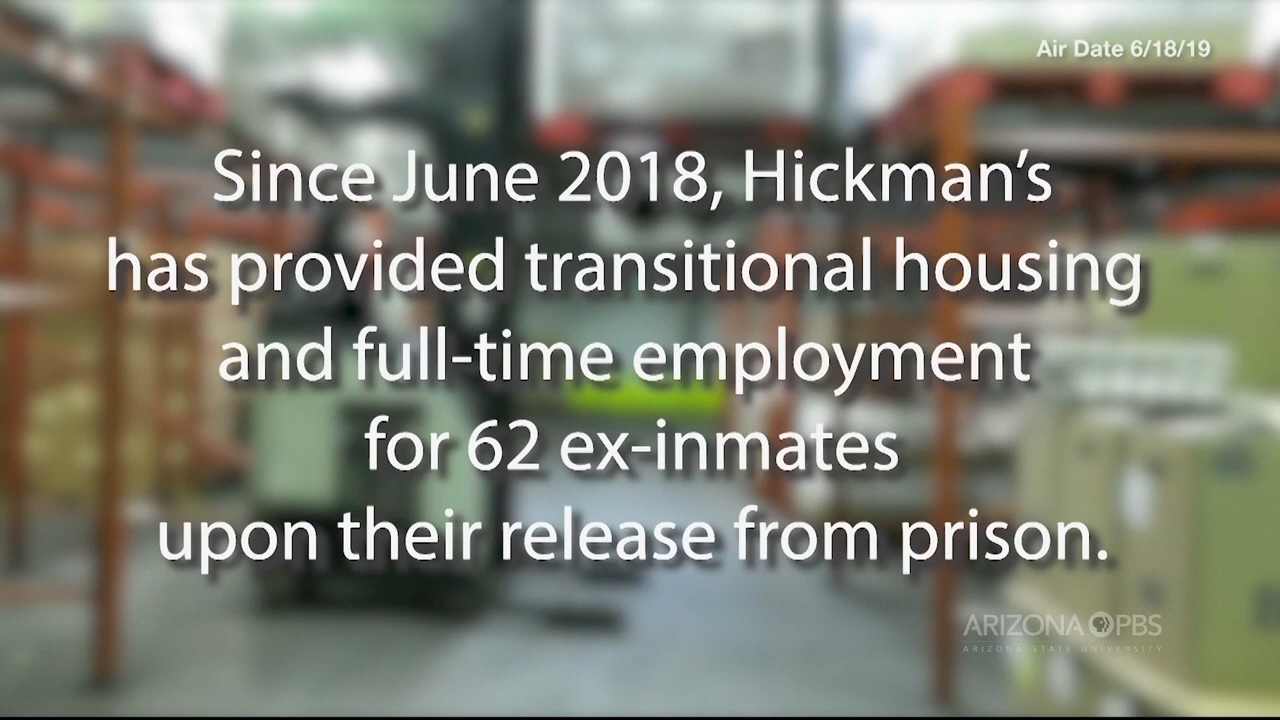 Air Date 6/18/19
Since June 2018, Hickman’s
has provided transitional housing
and full-time employment
for 62 ex-inmates
upon their release from prison.
ARIZONA PBS
ARIZONA STATE UNIVERSITY